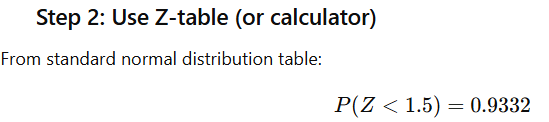 Step 2: Use Z-table (or calculator)
From standard normal distribution table:
P(Z < 1.5) = 0.9332